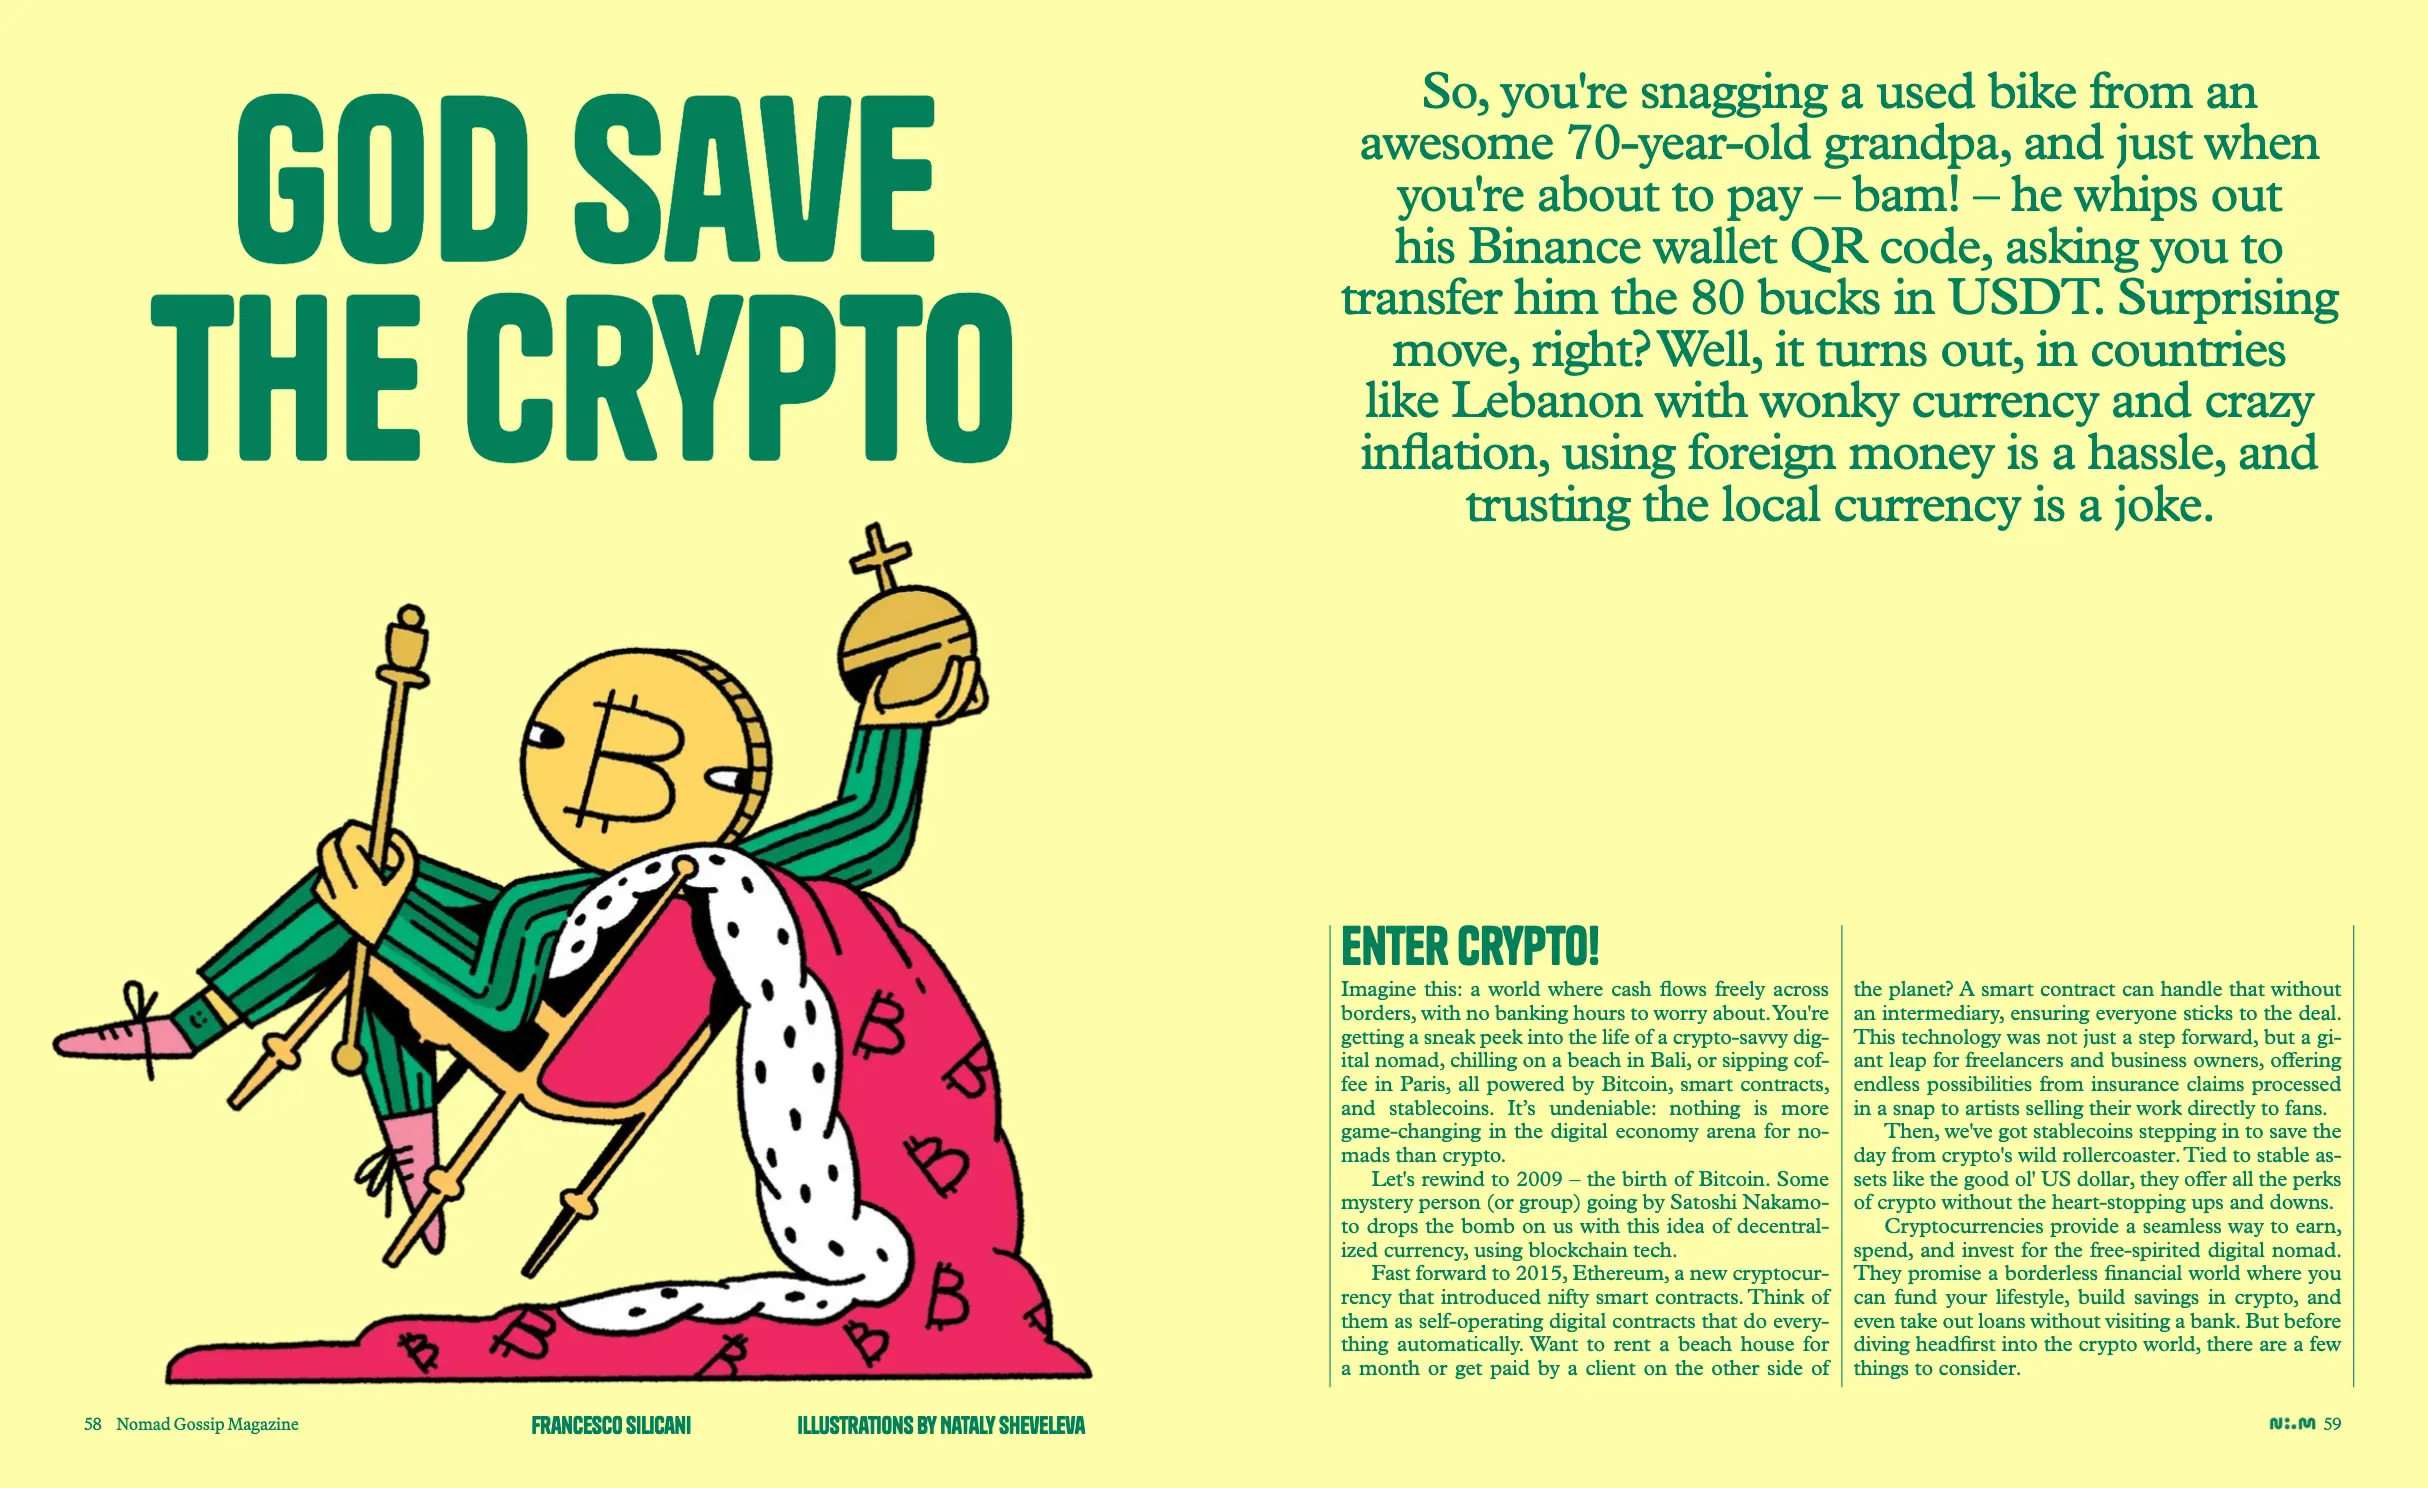 GOD SAVE
THE CRYPTO
So, you're snagging a used bike from an
awesome 70-year-old grandpa, and just when
you're about to pay – bam! – he whips out
his Binance wallet QR code, asking you to
transfer him the 80 bucks in USDT. Surprising
move, right? Well, it turns out, in countries
like Lebanon with wonky currency and crazy
inflation, using foreign money is a hassle, and
trusting the local currency is a joke.
ENTER CRYPTO!
Imagine this: a world where cash flows freely across
borders, with no banking hours to worry about. You're
getting a sneak peek into the life of a crypto-savvy dig-
ital nomad, chilling on a beach in Bali, or sipping cof-
fee in Paris, all powered by Bitcoin, smart contracts,
and stablecoins. It’s undeniable: nothing is more
game-changing in the digital economy arena for no-
mads than crypto.
Let's rewind to 2009 – the birth of Bitcoin. Some
mystery person (or group) going by Satoshi Nakamo-
to drops the bomb on us with this idea of decentral-
ized currency, using blockchain tech.
Fast forward to 2015, Ethereum, a new cryptocur-
rency that introduced nifty smart contracts. Think of
them as self-operating digital contracts that do every-
thing automatically. Want to rent a beach house for
a month or get paid by a client on the other side of
the planet? A smart contract can handle that without
an intermediary, ensuring everyone sticks to the deal.
This technology was not just a step forward, but a gi-
ant leap for freelancers and business owners, offering
endless possibilities from insurance claims processed
in a snap to artists selling their work directly to fans.
Then, we've got stablecoins stepping in to save the
day from crypto's wild rollercoaster. Tied to stable as-
sets like the good ol' US dollar, they offer all the perks
of crypto without the heart-stopping ups and downs.
Cryptocurrencies provide a seamless way to earn,
spend, and invest for the free-spirited digital nomad.
They promise a borderless financial world where you
can fund your lifestyle, build savings in crypto, and
even take out loans without visiting a bank. But before
diving headfirst into the crypto world, there are a few
things to consider.
58 Nomad Gossip Magazine
FRANCESCO SILICANI
ILLUSTRATIONS BY NATALY SHEVELEVA
N:.M 59